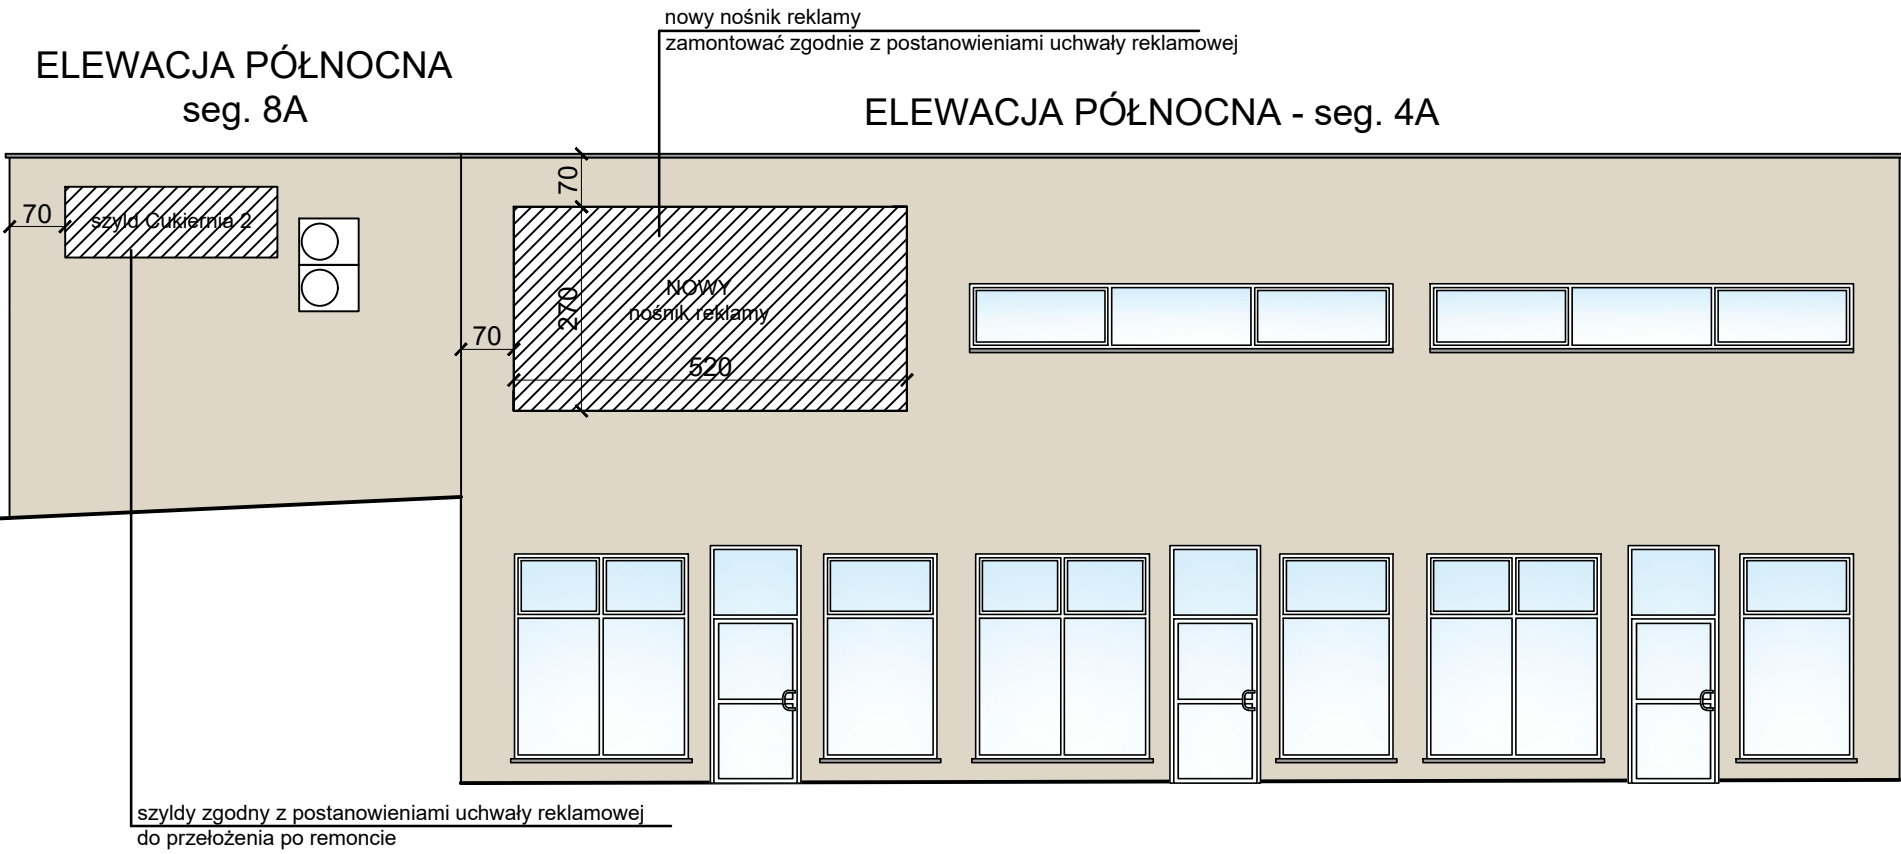 nowy nośnik reklamy
zamontować zgodnie z postanowieniami uchwały reklamowej
ELEWACJA PÓŁNOCNA
seg. 8A
ELEWACJA PÓŁNOCNA - seg. 4A
70
70
szyld Cukiernia 2
NOWY
nośnik reklamy
270
70
520
szyldy zgodny z postanowieniami uchwały reklamowej
do przełożenia po remoncie